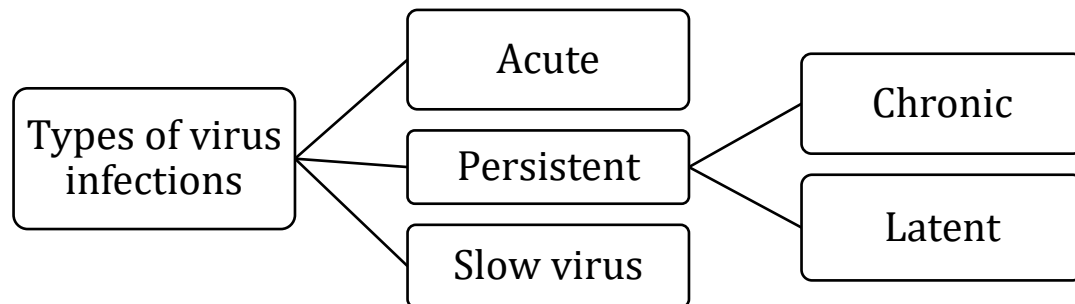 Types of virus
infections
Acute
Persistent
Slow virus
Chronic
Latent